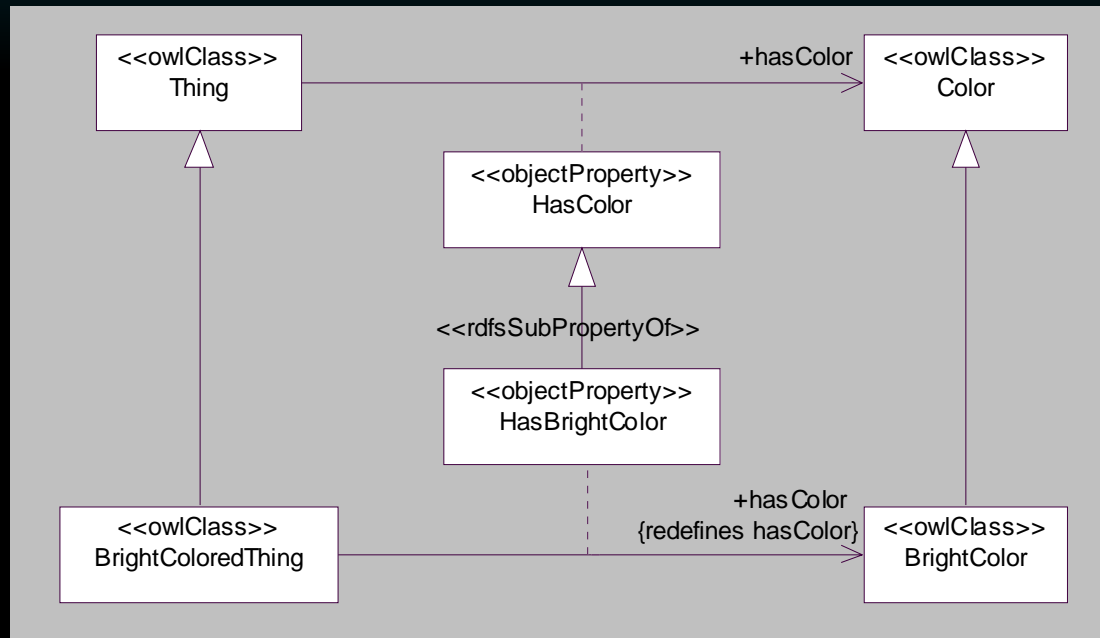 <<owlClass>>
Thing
+hasColor
<<owlClass>>
Color
<<objectProperty>>
HasColor
<<rdfsSubPropertyOf>>
<<objectProperty>>
HasBrightColor
<<owlClass>>
BrightColoredThing
+hasColor
{redefines hasColor}
<<owlClass>>
BrightColor